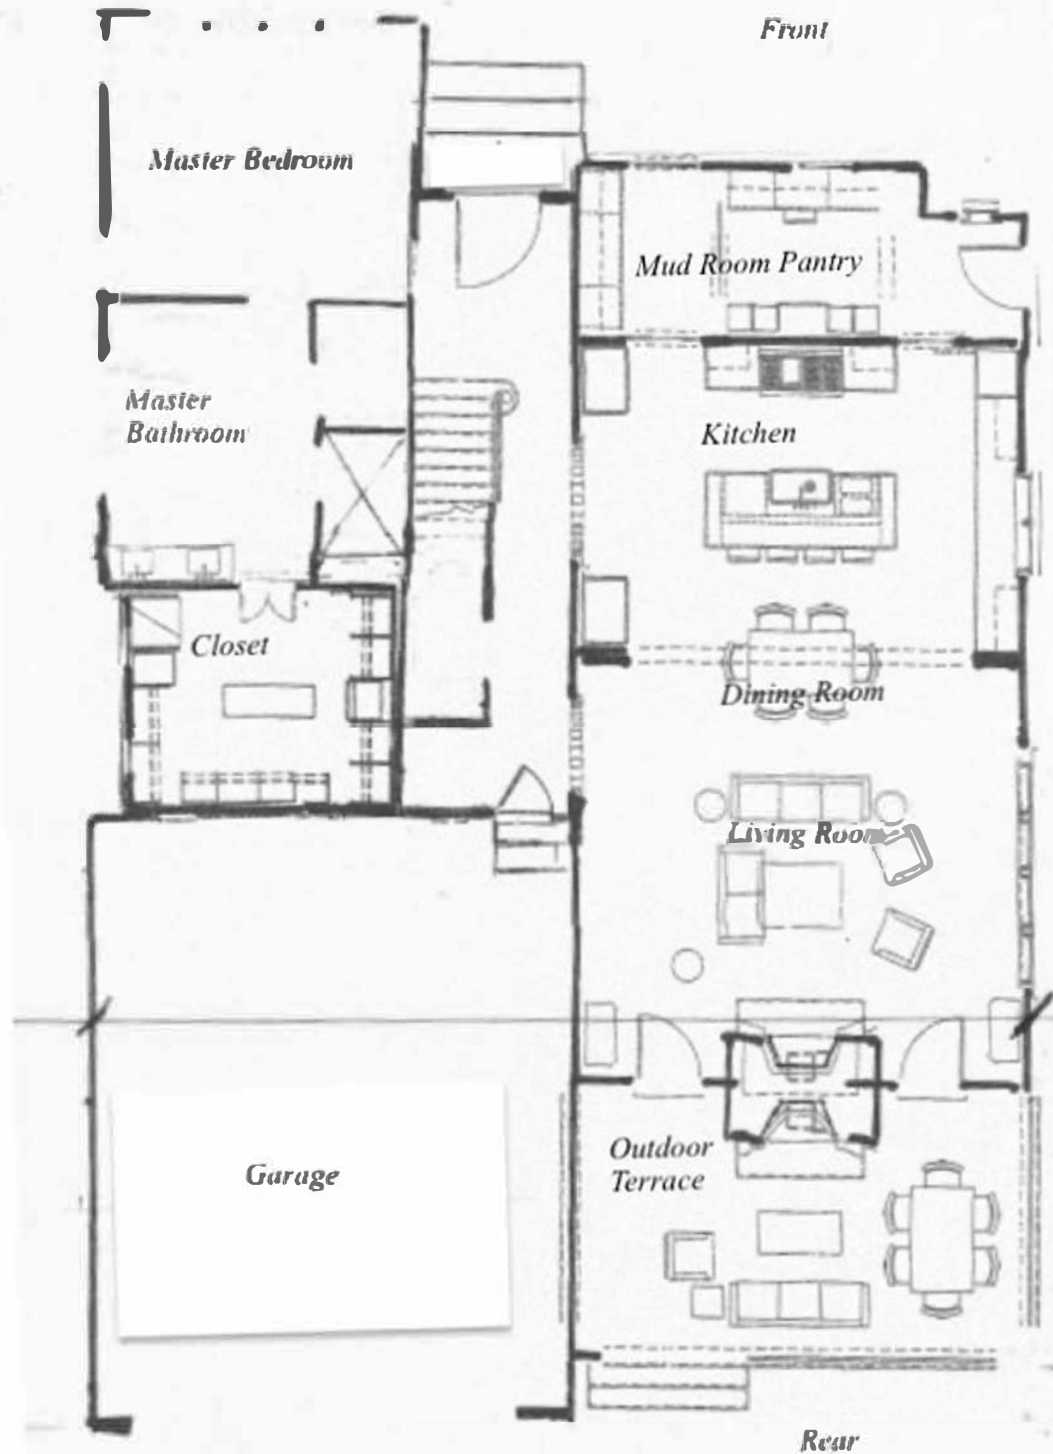 Front
Master Bedroom
Mud Room Pantry
Master
Bathroom
Kitchen
Closet
Dining Room
Living Room
Outdoor
Terrace
Garage
Rear